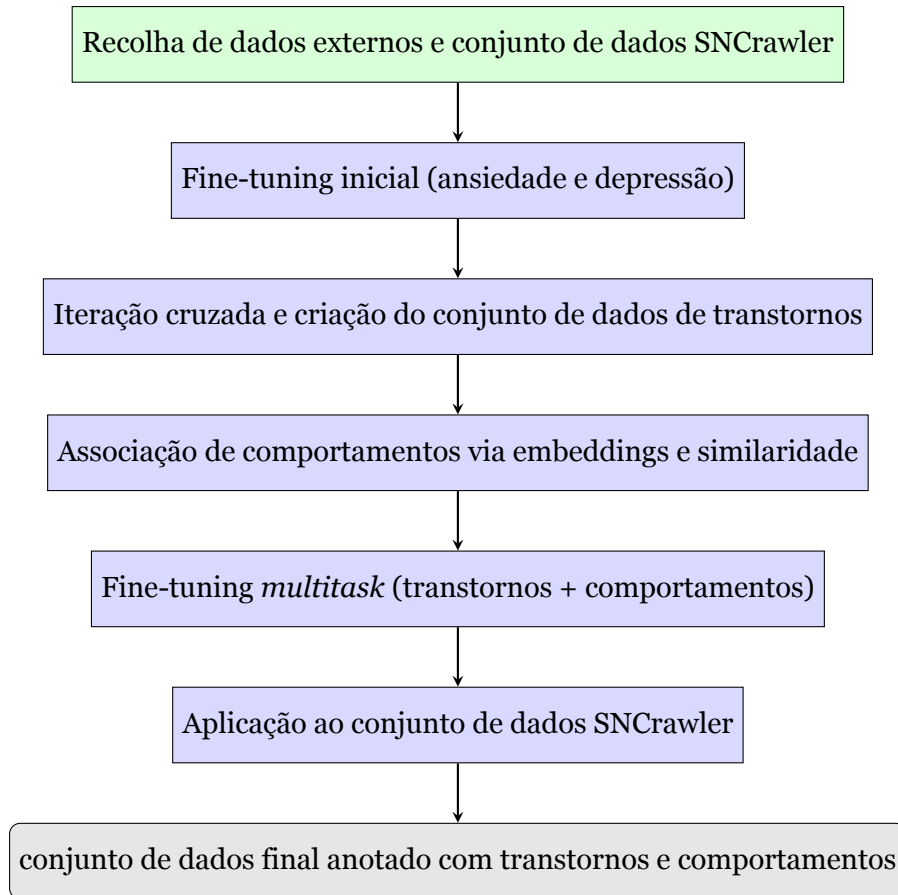 Recolha de dados externos e conjunto de dados SNCrawler
Fine-tuning inicial (ansiedade e depressão)
Iteração cruzada e criação do conjunto de dados de transtornos
Associação de comportamentos via embeddings e similaridade
Fine-tuning multitask (transtornos + comportamentos)
Aplicação ao conjunto de dados SNCrawler
conjunto de dados final anotado com transtornos e comportamentos